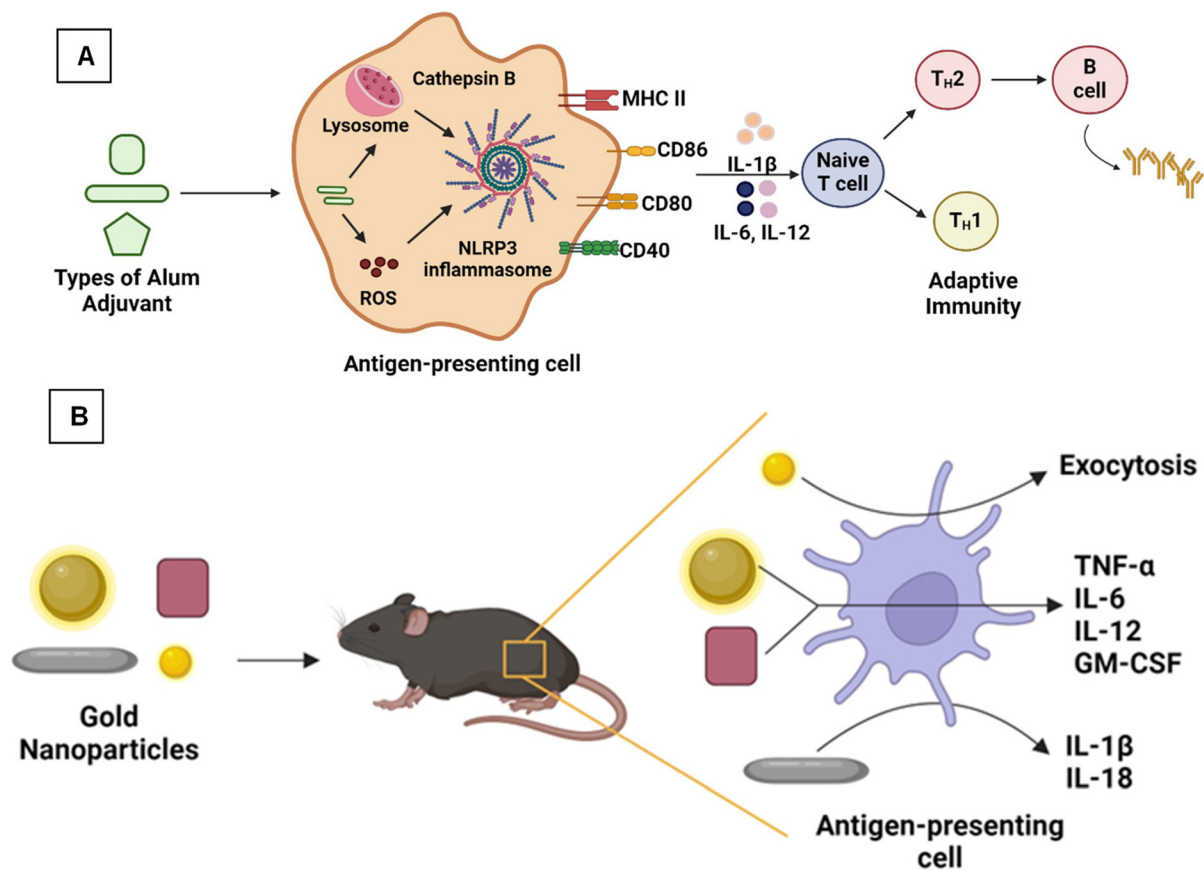 A
Types of Alum
Adjuvant
Lysosome
Cathepsin B
ROS
NLRP3
inflammasome
Antigen-presenting cell
MHC II
CD86
CD80
CD40
IL-1β
IL-6, IL-12
Naive
T cell
TH2
B
cell
TH1
Adaptive
Immunity
B
Gold
Nanoparticles
Exocytosis
TNF-α
IL-6
IL-12
GM-CSF
IL-1β
IL-18
Antigen-presenting
cell